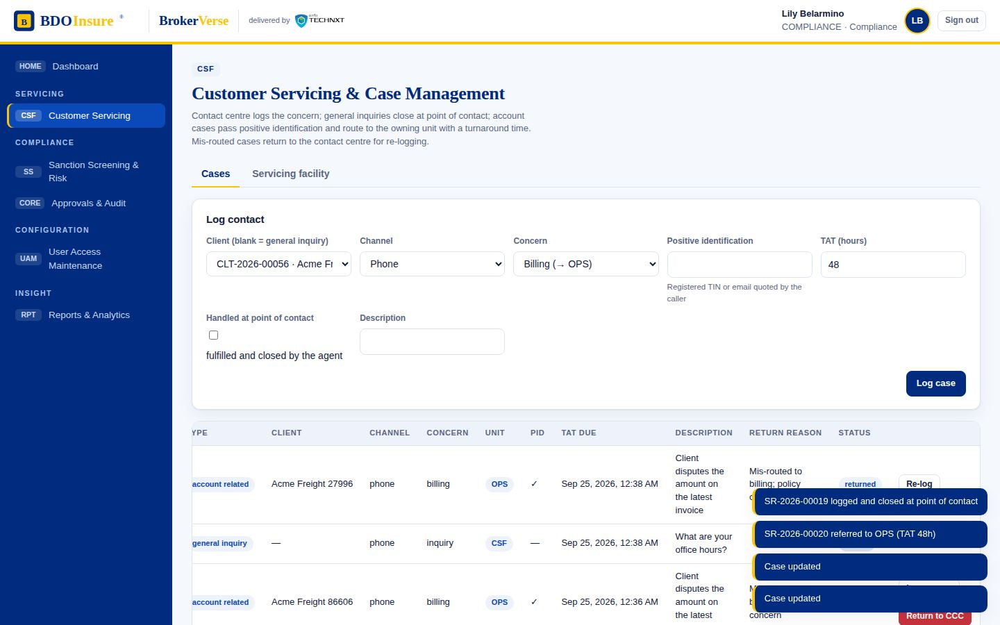 B BDOInsure ®
BrokerVerse
delivered by
TECHNXT
Lily Belarmino
COMPLIANCE · Compliance
LB
Sign out
HOME Dashboard
SERVICING
CSF Customer Servicing
COMPLIANCE
SS Sanction Screening &
Risk
CORE Approvals & Audit
CONFIGURATION
UAM User Access
Maintenance
INSIGHT
RPT Reports & Analytics
CSF
Customer Servicing & Case Management
Contact centre logs the concern; general inquiries close at point of contact; account
cases pass positive identification and route to the owning unit with a turnaround time.
Mis-routed cases return to the contact centre for re-logging.
Cases Servicing facility
Log contact
Client (blank = general inquiry) Channel Concern Positive identification TAT (hours)
CLT-2026-00056 · Acme Fr Phone Billing (→ OPS) 48
Registered TIN or email quoted by the
caller
Handled at point of contact Description
fulfilled and closed by the agent
Log case
YPE CLIENT CHANNEL CONCERN UNIT PID TAT DUE DESCRIPTION RETURN REASON STATUS
account related Acme Freight 27996 phone billing OPS ✓ Sep 25, 2026, 12:38 AM Client
disputes the
amount on
the latest
invoice
Mis-routed to
billing; policy
returned Re-log
general inquiry — phone inquiry CSF — Sep 25, 2026, 12:38 AM What are your
office hours?
account related Acme Freight 86606 phone billing OPS ✓ Sep 25, 2026, 12:36 AM Client
disputes the
amount on
the latest
concern
Return to CCC
SR-2026-00019 logged and closed at point of contact
SR-2026-00020 referred to OPS (TAT 48h)
Case updated
Case updated